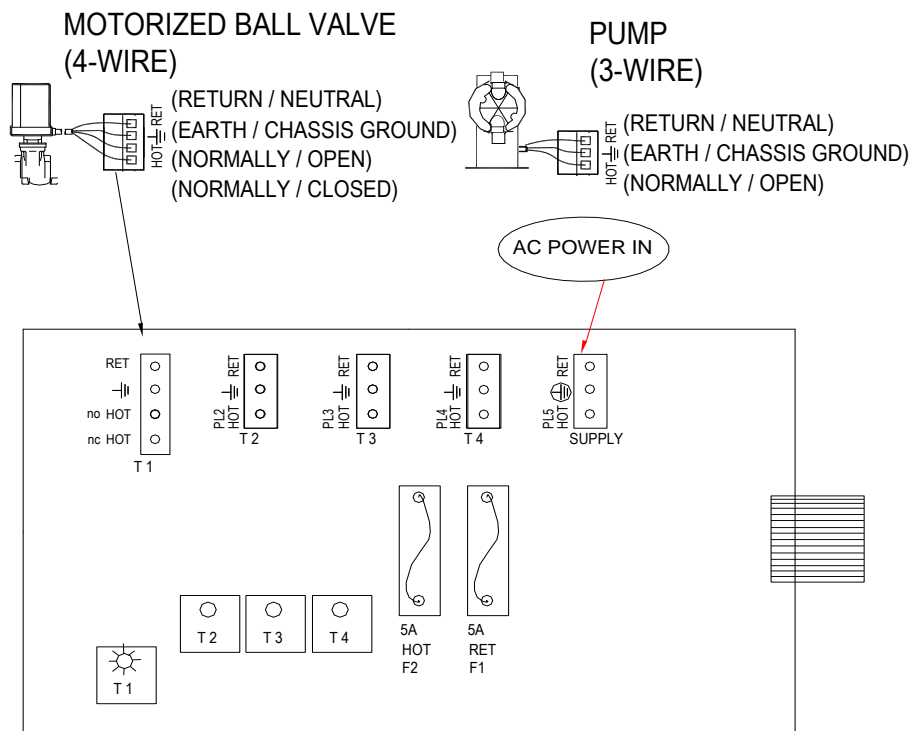 MOTORIZED BALL VALVE
(4-WIRE)
PUMP
(3-WIRE)
HOT RET
(RETURN / NEUTRAL)
(EARTH / CHASSIS GROUND)
(NORMALLY / OPEN)
(NORMALLY / CLOSED)
HOT RET
(RETURN / NEUTRAL)
(EARTH / CHASSIS GROUND)
(NORMALLY / OPEN)
AC POWER IN
RET
no HOT
nc HOT
T 1
PL2
HOT RET
T 2
PL3
HOT RET
T 3
PL4
HOT RET
T 4
PL5
HOT RET
SUPPLY
5A
HOT
F2
5A
RET
F1
T 2
T 3
T 4
T 1